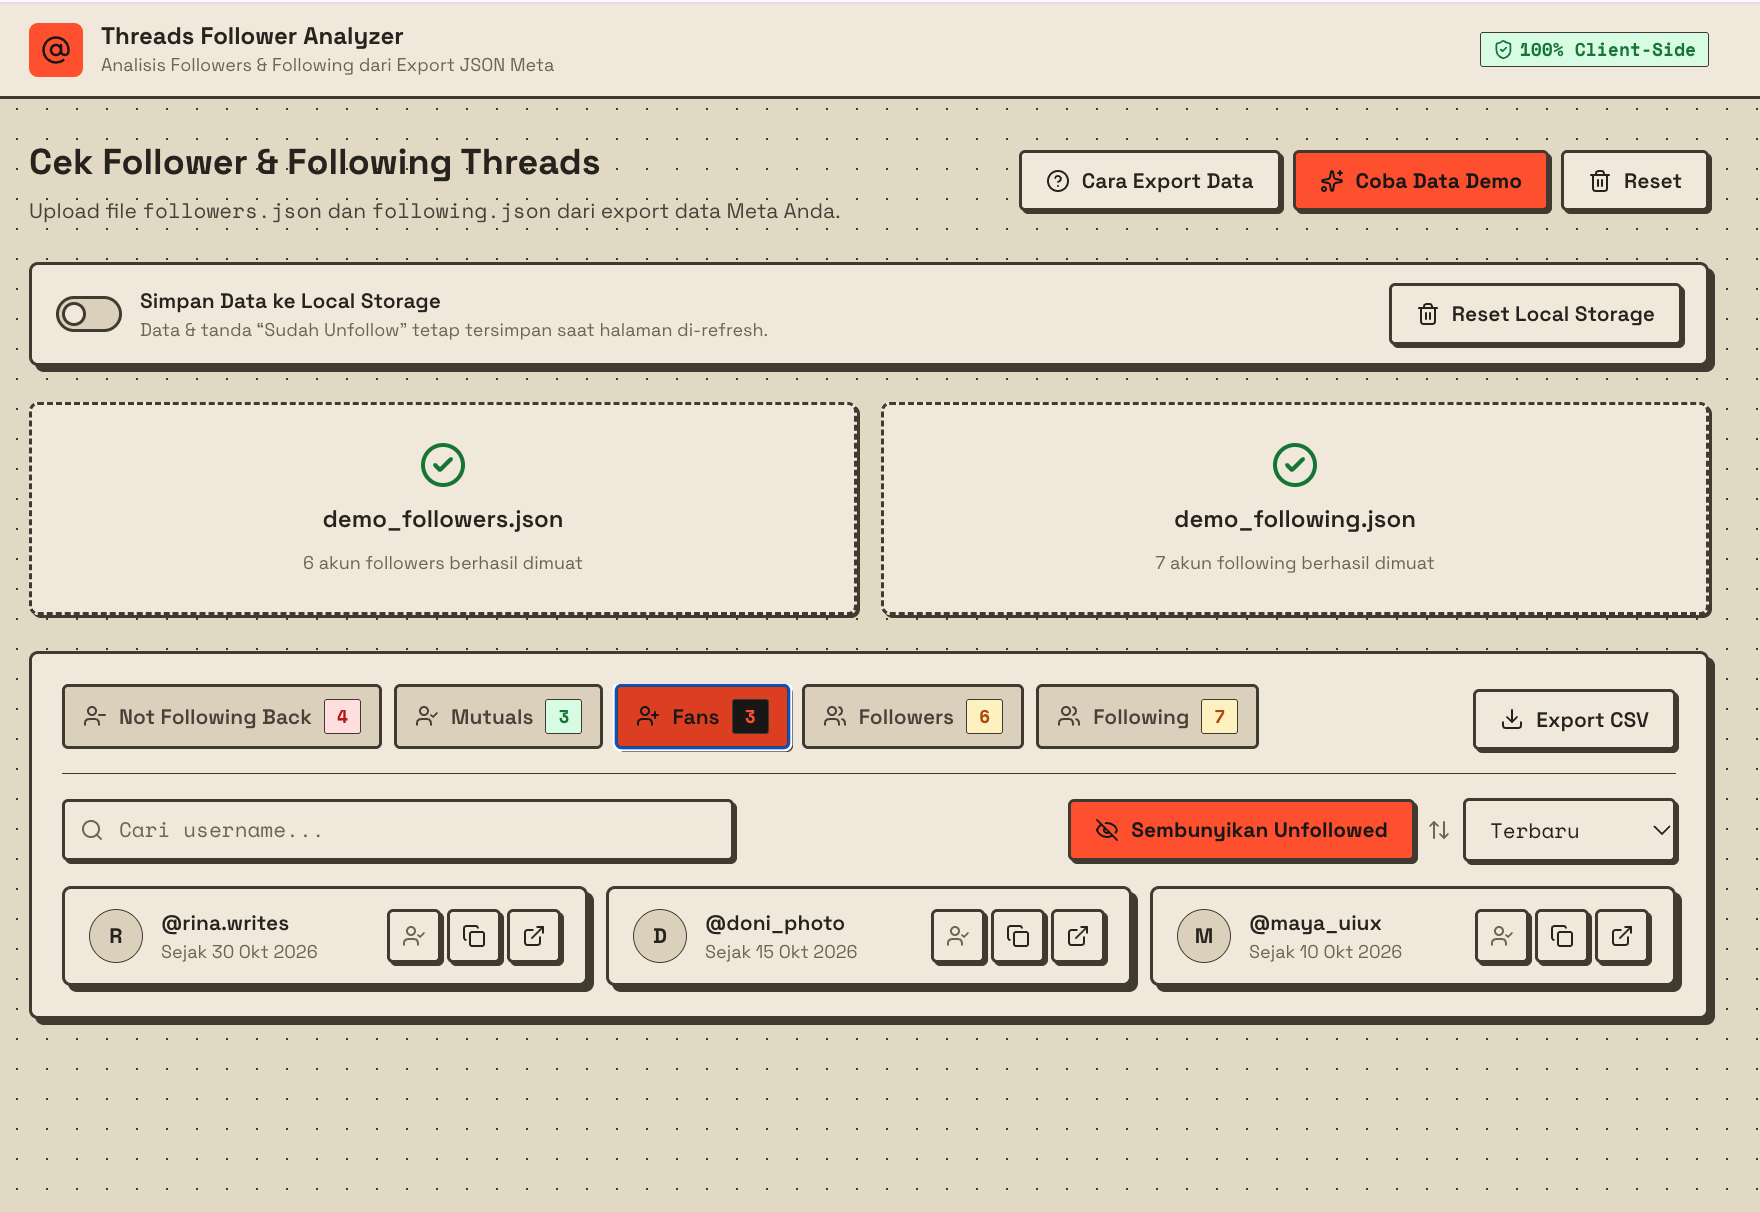 @
Threads Follower Analyzer
Analisis Followers & Following dari Export JSON Meta
100% Client-Side
Cek Follower & Following Threads
Upload file followers.json dan following.json dari export data Meta Anda.
Cara Export Data
Coba Data Demo
Reset
Simpan Data ke Local Storage
Data & tanda “Sudah Unfollow” tetap tersimpan saat halaman di-refresh.
Reset Local Storage
demo_followers.json
6 akun followers berhasil dimuat
demo_following.json
7 akun following berhasil dimuat
Not Following Back 4
Mutuals 3
Fans 3
Followers 6
Following 7
Export CSV
Cari username...
Sembunyikan Unfollowed
Terbaru
R
@rina.writes
Sejak 30 Okt 2026
D
@doni_photo
Sejak 15 Okt 2026
M
@maya_uiux
Sejak 10 Okt 2026